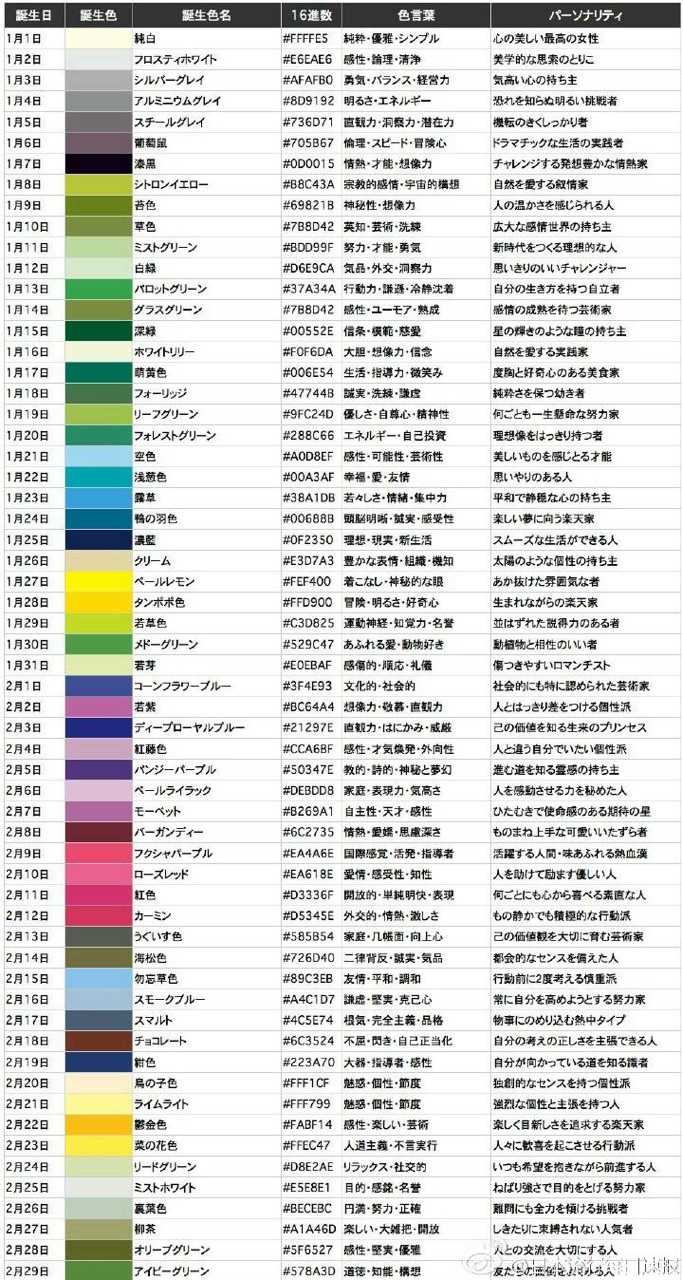 誕生日 誕生色 誕生色名 16進数 色言葉 パーソナリティ
1月1日 純白 #FFFFE5 純粋・優雅・シンプル 心の美しい最高の女性
1月2日 フロスティホワイト #E6EAE6 感性・論理・清浄 美学的な思索のとりこ
1月3日 シルバーグレイ #AFAFB0 勇気・バランス・経営力 気高い心の持ち主
1月4日 アルミニウムグレイ #8D9192 明るさ・エネルギー 恐れを知らぬ明るい挑戦者
1月5日 スチールグレイ #736D71 直観力・洞察力・潜在力 機転のきくしっかり者
1月6日 葡萄鼠 #705B67 倫理・スピード・冒険心 ドラマチックな生活の実践者
1月7日 漆黒 #0D0015 情熱・才能・想像力 チャレンジする発想豊かな情熱家
1月8日 シトロンイエロー #B8C43A 宗教的感情・宇宙的構想 自然を愛する叙情家
1月9日 苔色 #69821B 神秘性・想像力 人の温かさを感じられる人
1月10日 草色 #7B8D42 英知・芸術・洗練 広大な感情世界の持ち主
1月11日 ミストグリーン #BDD99F 努力・才能・勇気 新時代をつくる理想的な人
1月12日 白緑 #D6E9CA 気品・外交・洞察力 思いきりのいいチャレンジャー
1月13日 パロットグリーン #37A34A 行動力・謙遜・冷静沈着 自分の生き方を持つ自立者
1月14日 グラスグリーン #7B8D42 感性・ユーモア・熟成 感情の成熟を待つ芸術家
1月15日 深緑 #00552E 信条・模範・慈愛 星の輝きのような瞳の持ち主
1月16日 ホワイトリリー #F0F6DA 大胆・想像力・信念 自然を愛する実践家
1月17日 萌黄色 #006E54 生活・指導力・微笑み 度胸と好奇心のある美食家
1月18日 フォーリッジ #47744B 誠実・洗練・謙虚 純粋さを保つ幼き者
1月19日 リーフグリーン #9FC24D 優しさ・自尊心・精神性 何ごとも一生懸命な努力家
1月20日 フォレストグリーン #288C66 エネルギー・自己投資 理想像をはっきり持つ者
1月21日 空色 #A0D8EF 感性・可能性・芸術性 美しいものを感じとる才能
1月22日 浅葱色 #00A3AF 幸福・愛・友情 思いやりのある人
1月23日 露草 #38A1DB 若々しさ・情緒・集中力 平和で静穏な心の持ち主
1月24日 鴨の羽色 #00688B 頭脳明晰・誠実・感受性 楽しい夢に向う楽天家
1月25日 濃藍 #0F2350 理想・現実・新生活 スムーズな生活ができる人
1月26日 クリーム #E3D7A3 豊かな表情・組織・機知 太陽のような個性の持ち主
1月27日 ペールレモン #FEF400 着こなし・神秘的な眼 あか抜けた雰囲気な者
1月28日 タンポポ色 #FFD900 冒険・明るさ・好奇心 生まれながらの楽天家
1月29日 若草色 #C3D825 運動神経・知覚力・名誉 並はずれた説得力のある者
1月30日 メドーグリーン #529C47 あふれる愛・動物好き 動植物と相性のいい者
1月31日 若芽 #E0EBAF 感傷的・順応・礼儀 傷つきやすいロマンチスト
2月1日 コーンフラワーブルー #3F4E93 文化的・社会的 社会的にも特に認められた芸術家
2月2日 若紫 #BC64A4 想像力・敬慕・直観力 人とはっきり差をつける個性派
2月3日 ディープローヤルブルー #21297E 直観力・はにかみ・威厳 己の価値を知る生来のプリンセス
2月4日 紅藤色 #CCA6BF 感性・才気煥発・外向性 人と違う自分でいたい個性派
2月5日 パンジーパープル #50347E 教的・詩的・神秘と夢幻 進む道を知る霊感の持ち主
2月6日 ペールライラック #DEBDD8 家庭・表現力・気高さ 人を感動させる力を秘めた人
2月7日 モーベット #B269A1 自主性・天才・感性 ひたむきで使命感のある期待の星
2月8日 バーガンディー #6C2735 情熱・愛嬌・思慮深さ ものまね上手な可愛いいたずら者
2月9日 フクシャパープル #EA4A6E 国際感覚・活発・指導者 活躍する人間・味あふれる熱血漢
2月10日 ローズレッド #EA618E 愛情・感受性・知性 人を助けて励ます優しい人
2月11日 紅色 #D3336F 開放的・単純明快・表現 何ごとにも心から喜べる素直な人
2月12日 カーミン #D5345E 外交的・情熱・激しさ もの静かでも積極的な行動派
2月13日 うぐいす色 #585B54 家庭・几帳面・向上心 己の価値観を大切に育む芸術家
2月14日 海松色 #726D40 二律背反・誠実・気品 都会的なセンスを備えた人
2月15日 勿忘草色 #89C3EB 友情・平和・調和 行動前に2度考える慎重派
2月16日 スモークブルー #A4C1D7 謙虚・堅実・克己心 常に自分を高めようとする努力家
2月17日 スマルト #4C5E74 根気・完全主義・品格 物事にのめり込む熱中タイプ
2月18日 チョコレート #6C3524 不屈・閃き・自己正当化 自分の考えの正しさを主張できる人
2月19日 紺色 #223A70 大器・指導者・感性 自分が向かっている道を知る識者
2月20日 鳥の子色 #FFF1CF 魅惑・個性・節度 独創的なセンスを持つ個性派
2月21日 ライムライト #FFF799 魅惑・個性・節度 強烈な個性と主張を持つ人
2月22日 鬱金色 #FABF14 感性・楽しい・芸術 楽しく目新しさを追求する楽天家
2月23日 菜の花色 #FFEC47 人道主義・不言実行 人々に歓喜を起こさせる行動派
2月24日 リードグリーン #D8E2AE リラックス・社交的 いつも希望を抱きながら前進する人
2月25日 ミストホワイト #E5E8E1 目的・感銘・名誉 ねばり強さで目的をとげる努力家
2月26日 裏葉色 #BECEBC 円満・努力・正確 難問にも全力を傾ける挑戦者
2月27日 柳茶 #A1A46D 楽しい・大雑把・開放 しきたりに束縛されない人気者
2月28日 オリーブグリーン #5F6527 感性・堅実・優雅 人との交流を大切にする人
2月29日 アイビーグリーン #578A3D 道徳・知能・構想